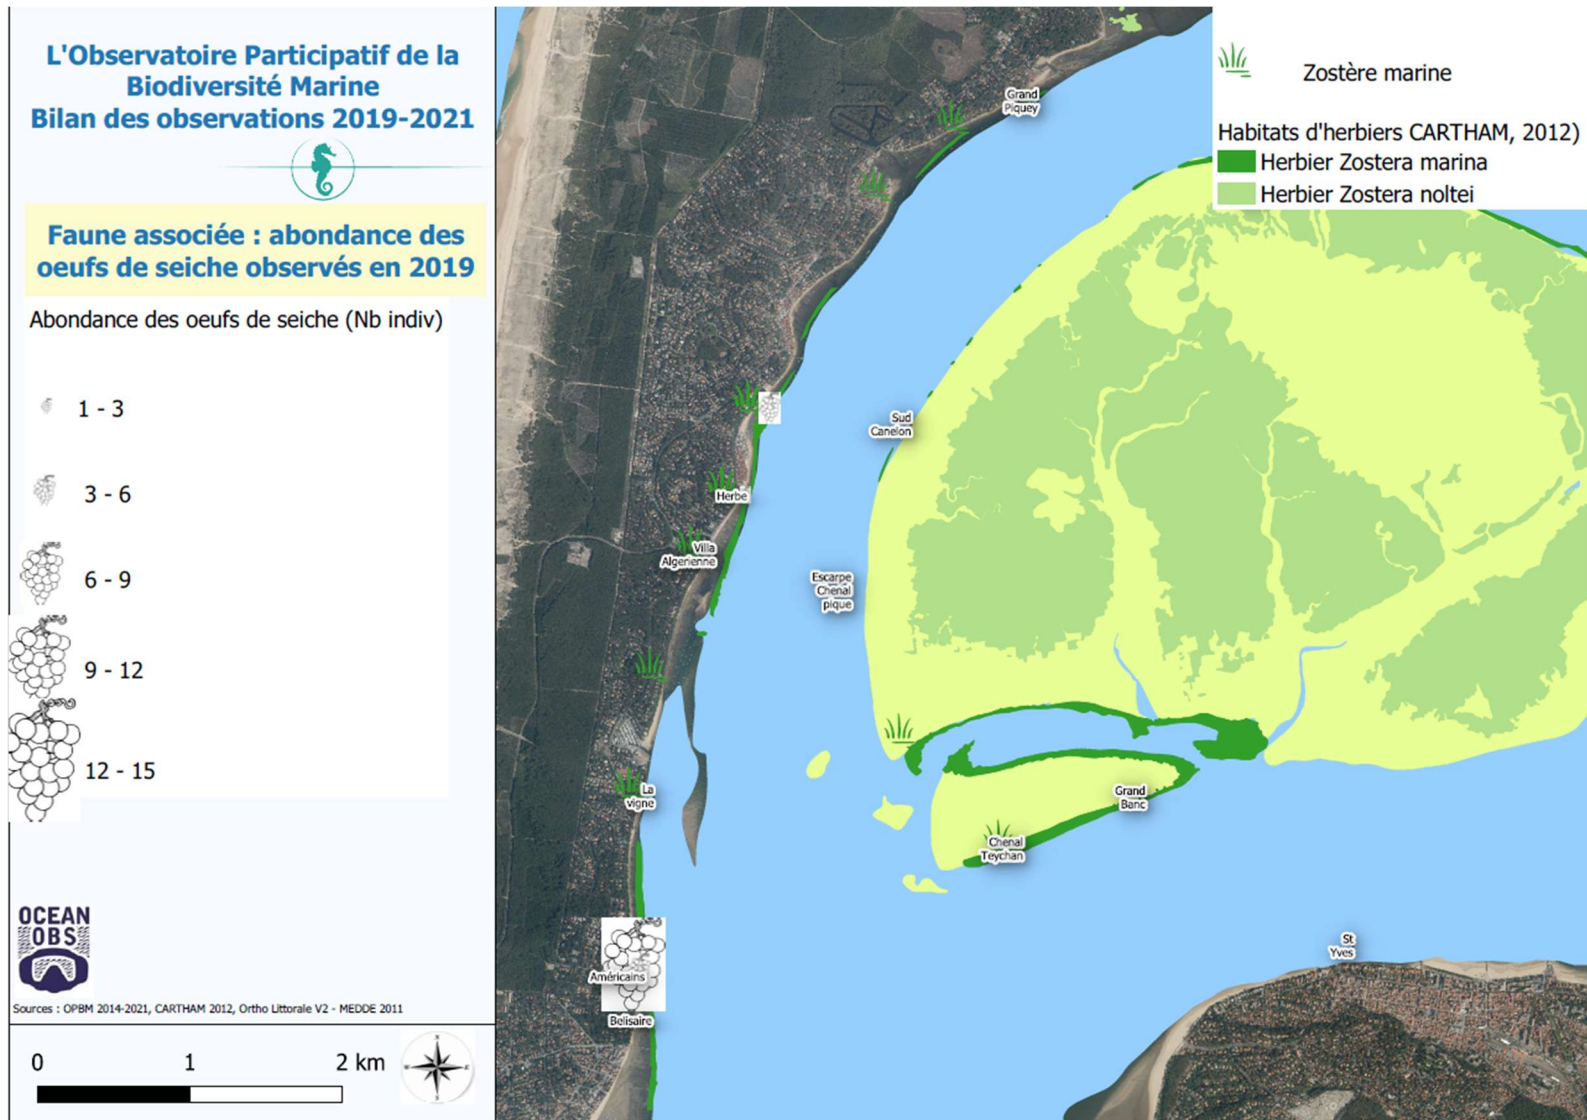 L'Observatoire Participatif de la
Biodiversité Marine
Bilan des observations 2019-2021
Faune associée : abondance des
oeufs de seiche observés en 2019
Abondance des oeufs de seiche (Nb indiv)
1 - 3
3 - 6
6 - 9
9 - 12
12 - 15
OCEAN
OBS
Sources : OPBM 2014-2021, CARTHAM 2012, Ortho Littorale V2 - MEDDE 2011
0 1 2 km
Zostère marine
Habitats d'herbiers CARTHAM, 2012)
Herbier Zostera marina
Herbier Zostera noltei
Grand
Piquey
Sud
Canelon
Herbe
Villa
Algerienne
Escarpe
Chenal
pique
La
vigne
Grand
Banc
Chenal
Teychan
St
Yves
Américains
Belisaire